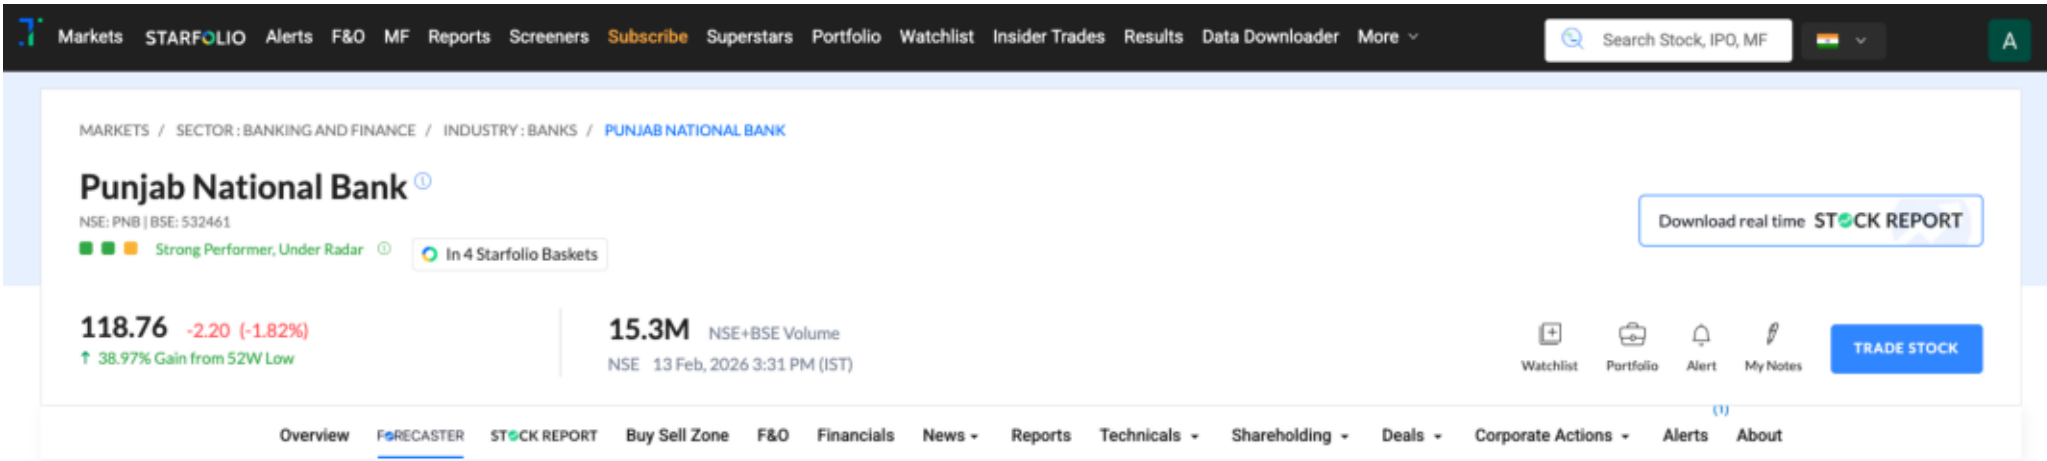 Markets STARFOLIO Alerts F&O MF Reports Screeners Subscribe Superstars Portfolio Watchlist Insider Trades Results Data Downloader More Search Stock, IPO, MF A
MARKETS / SECTOR : BANKING AND FINANCE / INDUSTRY : BANKS / PUNJAB NATIONAL BANK
Punjab National Bank
NSE: PNB | BSE: 532461
Strong Performer, Under Radar
In 4 Starfolio Baskets
Download real time STOCK REPORT
118.76 -2.20 (-1.82%)
↑ 38.97% Gain from 52W Low
15.3M NSE+BSE Volume
NSE 13 Feb, 2026 3:31 PM (IST)
Watchlist Portfolio Alert My Notes TRADE STOCK
(1)
Overview FORECASTER STOCK REPORT Buy Sell Zone F&O Financials News Reports Technicals Shareholding Deals Corporate Actions Alerts About